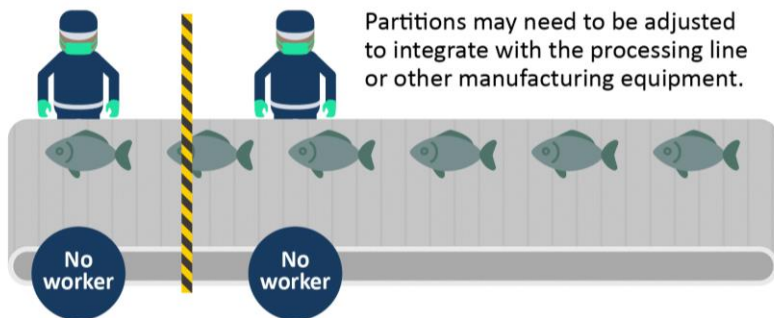 Partitions may need to be adjusted
to integrate with the processing line
or other manufacturing equipment.
No
worker
No
worker